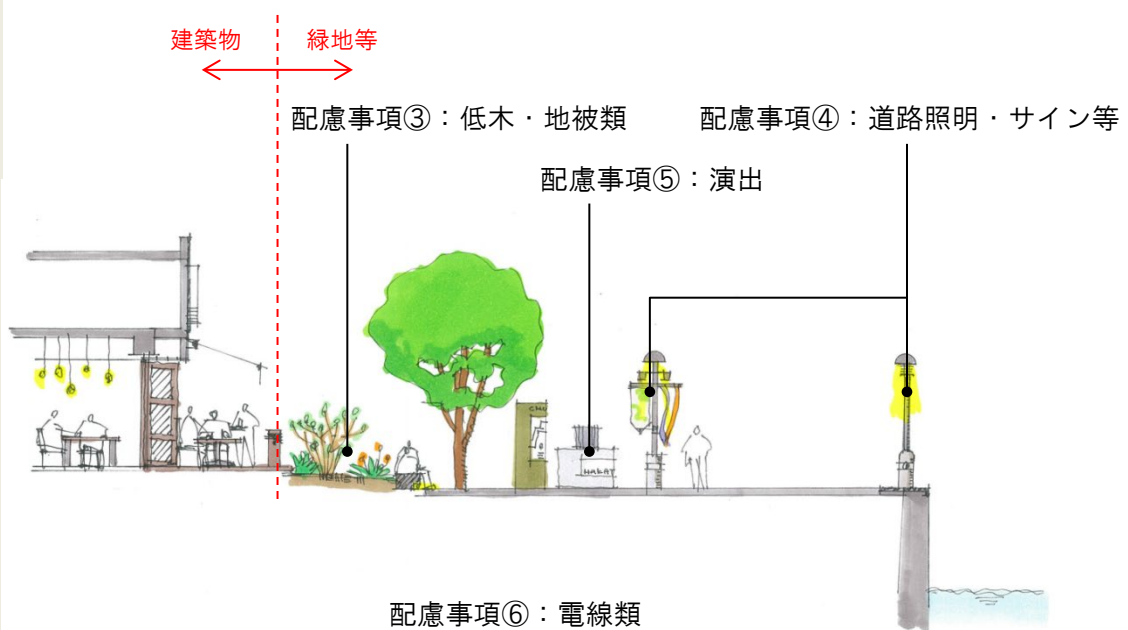 建築物
緑地等
配慮事項③：低木・地被類
配慮事項④：道路照明・サイン等
配慮事項⑤：演出
CHU
HAKAT
配慮事項⑥：電線類